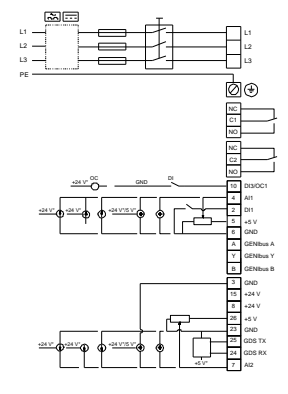 L1 L1
L2 L2
L3 L3
PE
NC
C1
NO
NC
C2
NO
+24 V* OC GND DI 10 DI3/OC1
4 AI1
+24 V* +24 V* +24 V*/5 V* 2 DI1
5 +5 V
6 GND
A GENIbus A
Y GENIbus Y
B GENIbus B
3 GND
15 +24 V
8 +24 V
26 +5 V
23 GND
25 GDS TX
+24 V* +24 V* +24 V*/5 V* 24 GDS RX
+5 V* 7 AI2